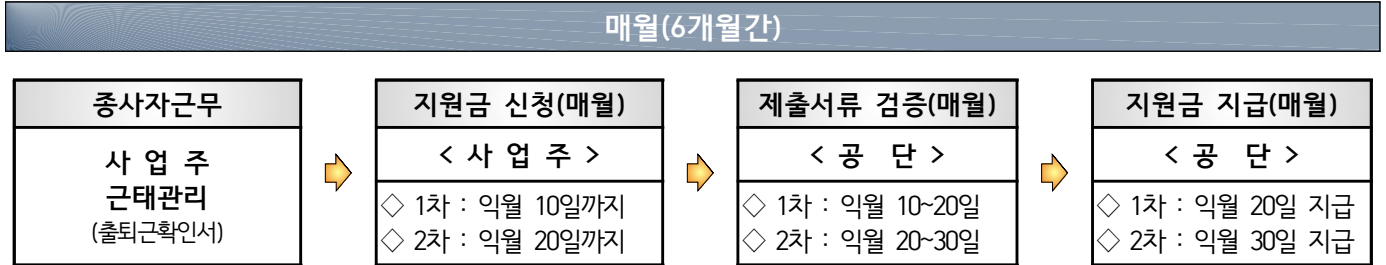 매월(6개월간)
종사자근무
사 업 주
근태관리
(출퇴근확인서)
지원금 신청(매월)
< 사 업 주 >
◇ 1차 : 익월 10일까지
◇ 2차 : 익월 20일까지
제출서류 검증(매월)
< 공 단 >
◇ 1차 : 익월 10~20일
◇ 2차 : 익월 20~30일
지원금 지급(매월)
< 공 단 >
◇ 1차 : 익월 20일 지급
◇ 2차 : 익월 30일 지급